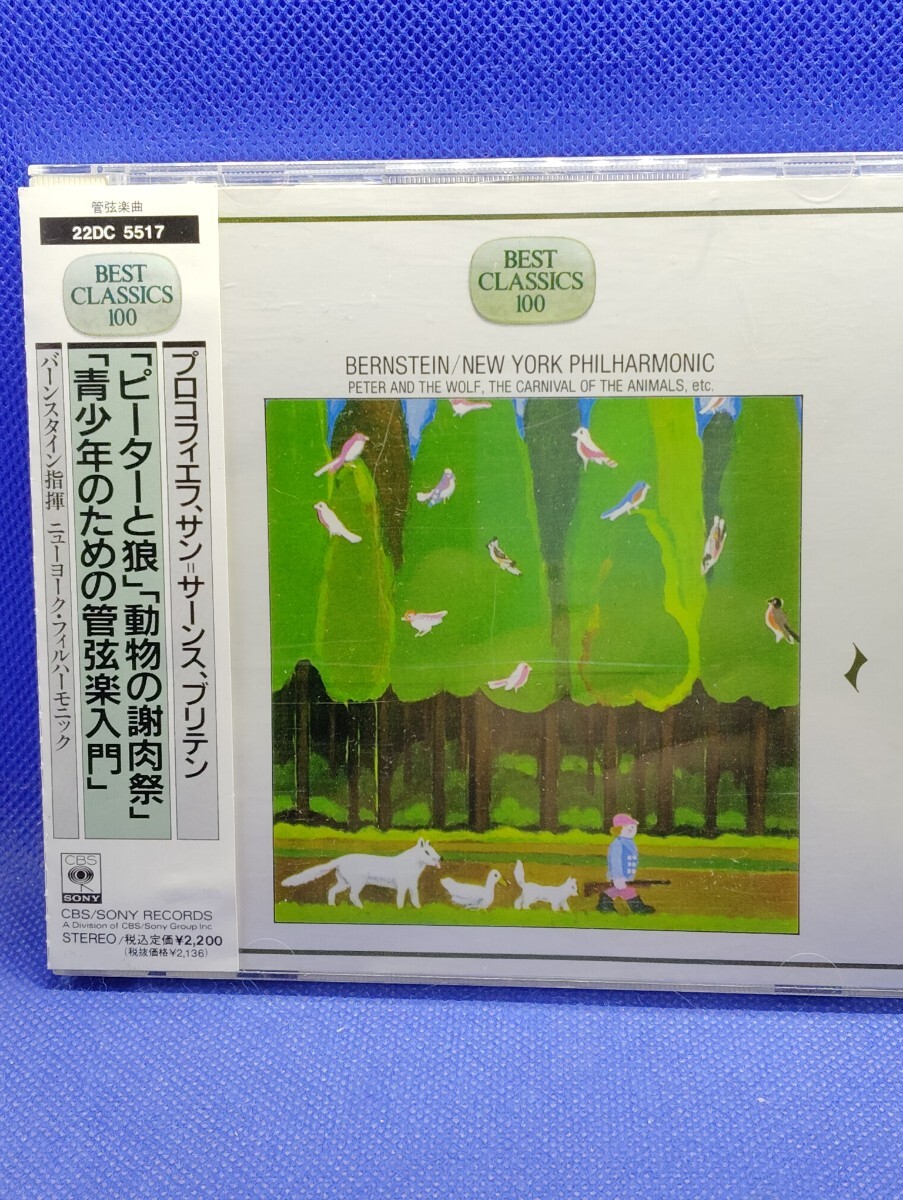 管弦楽曲
22DC 5517
BEST
CLASSICS
100
プロコフィエフ、サン=サーンス、ブリテン
「ピーターと狼」「動物の謝肉祭」
「青少年のための管弦楽入門」
バーンスタイン指揮 ニューヨーク・フィルハーモニック
CBS
SONY
CBS/SONY RECORDS
A Division of CBS/Sony Group Inc
STEREO/税込定価¥2,200
(税抜価格¥2,136)
BEST
CLASSICS
100
BERNSTEIN/NEW YORK PHILHARMONIC
PETER AND THE WOLF, THE CARNIVAL OF THE ANIMALS, etc.